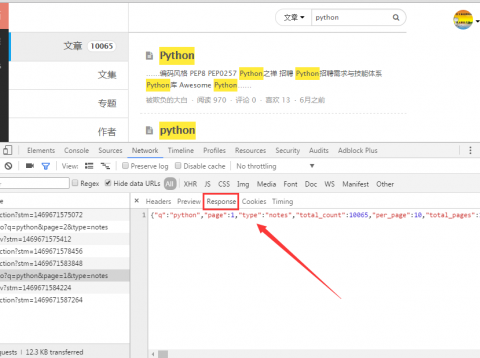 文章 python
文章 10065
文集
专题
作者
Python
......编码风格 PEP8 PEP0257 Python之禅 招聘 Python招聘需求与技能体系
Python库 Awesome Python......
被欺负的大白 · 阅读 970 · 评论 0 · 喜欢 13 · 6月之前
python
Elements Console Sources Network Timeline Profiles Resources Security Audits Adblock Plus
View: Preserve log Disable cache No throttling
Regex Hide data URLs All XHR JS CSS Img Media Font Doc WS Manifest Other
Headers Preview Response Cookies Timing
1 {"q":"python","page":1,"type":"notes","total_count":10065,"per_page":10,"total_pages":
ction?stm=1469671575072
o?q=python&page=2&type=notes
v?stm=1469671575412
ction?stm=1469671578456
ction?stm=1469671583848
o?q=python&page=1&type=notes
v?stm=1469671584224
ction?stm=1469671587264
quests | 12.3 KB transferred